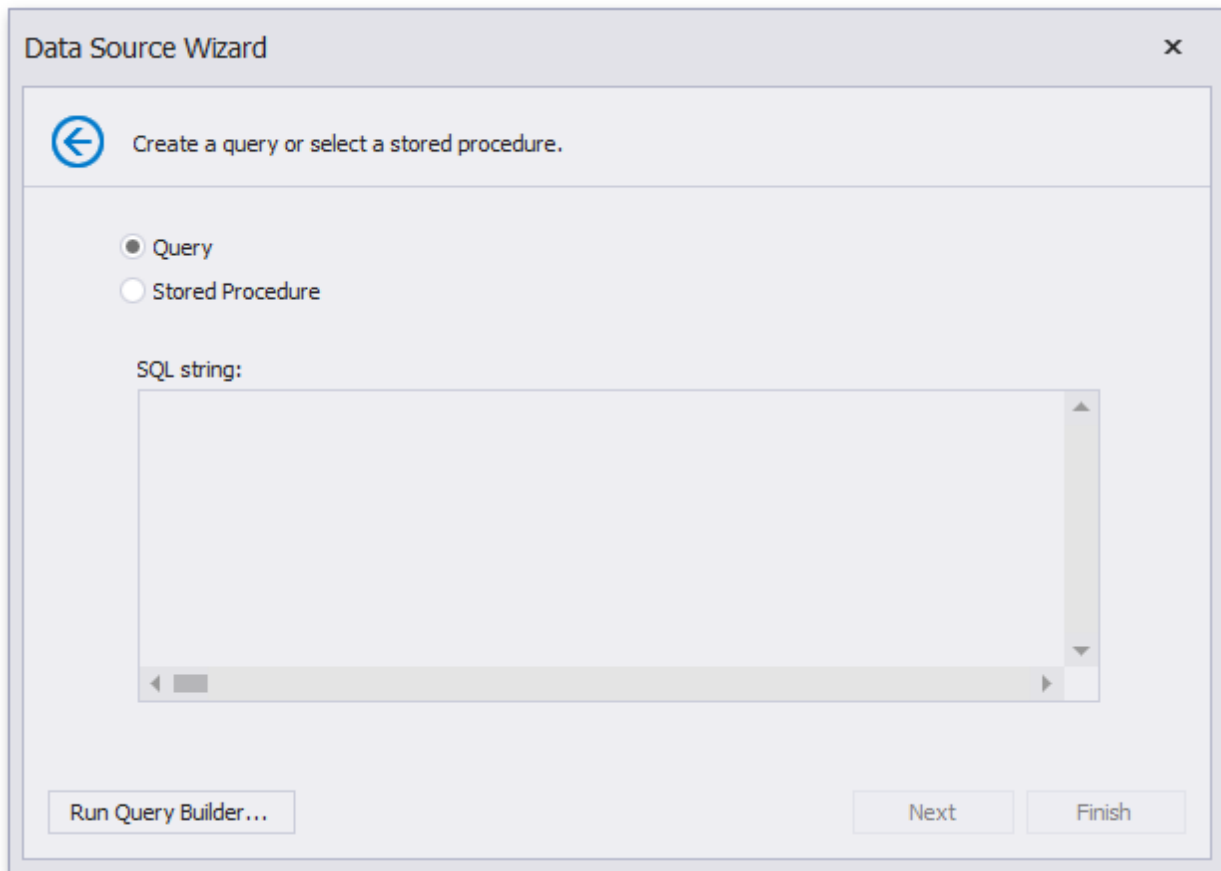 Data Source Wizard
Create a query or select a stored procedure.
Query
Stored Procedure
SQL string:
Run Query Builder...
Next
Finish